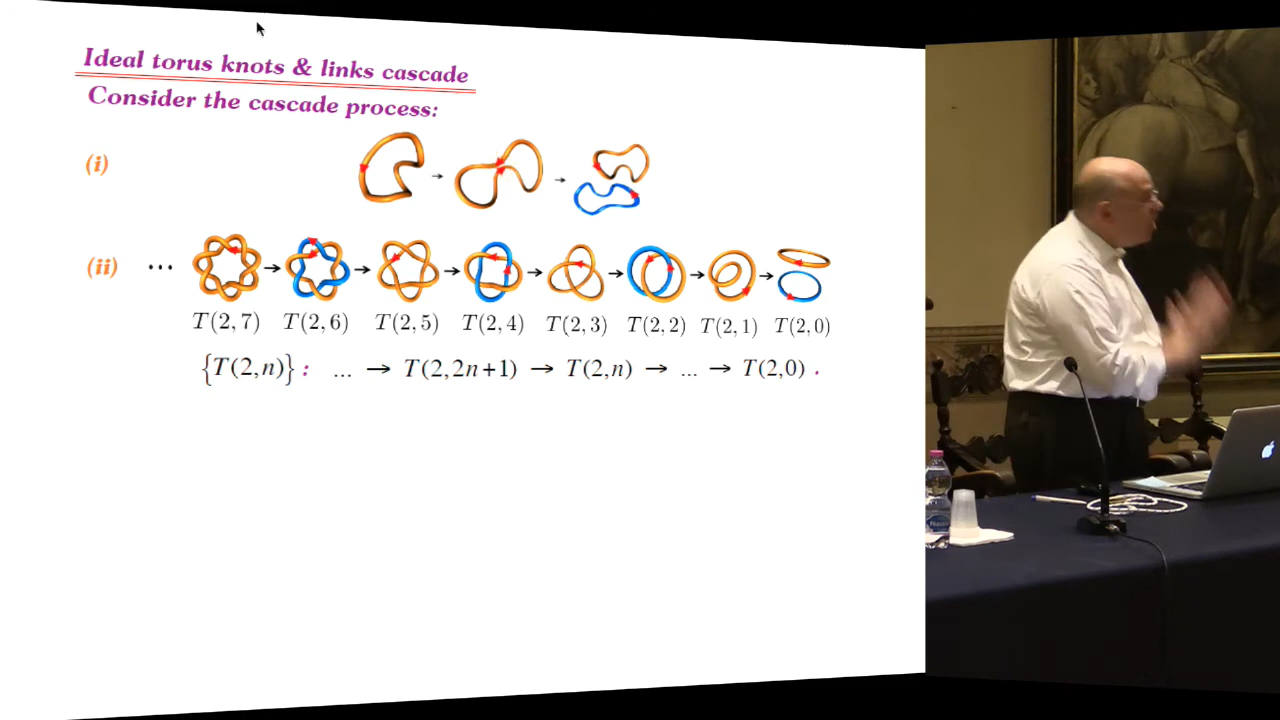 Ideal torus knots & links cascade
Consider the cascade process:
(i)
(ii) ...
T(2,7) T(2,6) T(2,5) T(2,4) T(2,3) T(2,2) T(2,1) T(2,0)
{T(2,n)} : ... → T(2,2n+1) → T(2,n) → ... → T(2,0) .